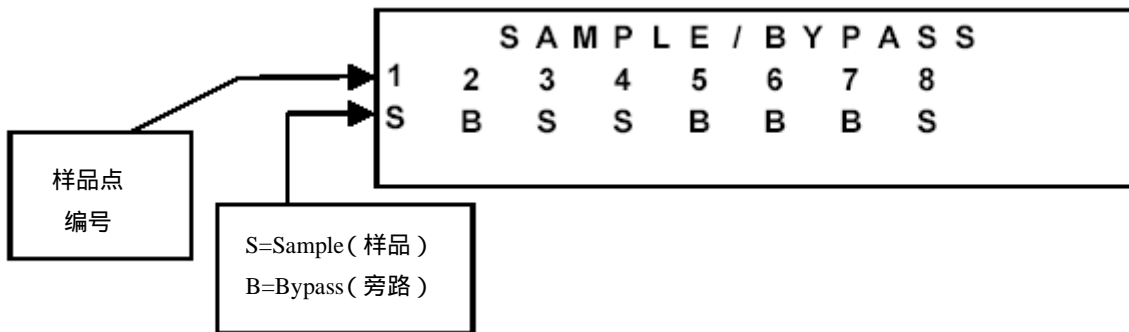 SAMPLE/BYPASS
1 2 3 4 5 6 7 8
S B S S B B B S
样品点
编号
S=Sample（样品）
B=Bypass（旁路）